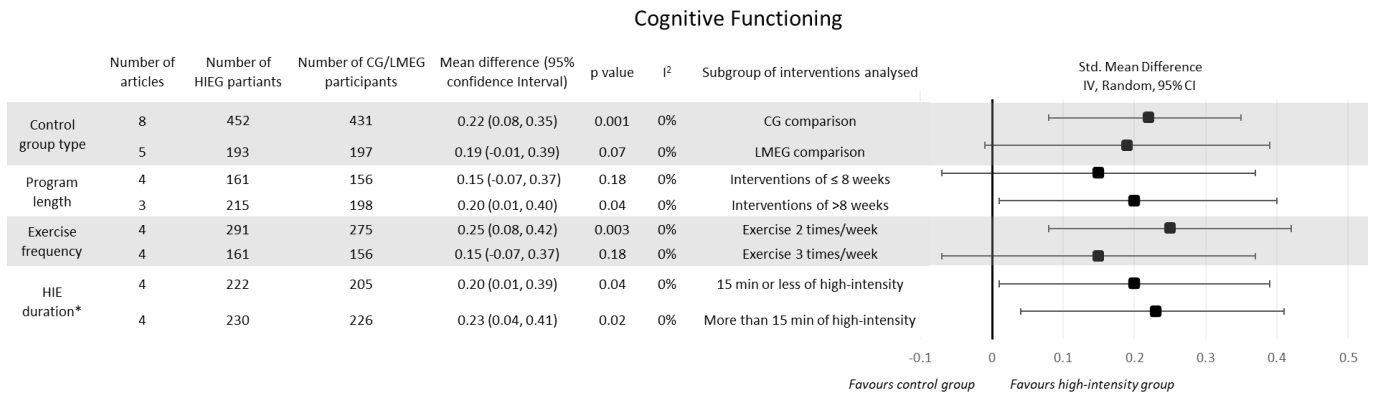 Cognitive Functioning
Number of articles Number of HIEG partiants Number of CG/LMEG participants Mean difference (95% confidence Interval) p value I² Subgroup of interventions analysed Std. Mean Difference IV, Random, 95% CI
Control group type 8 452 431 0.22 (0.08, 0.35) 0.001 0% CG comparison
5 193 197 0.19 (-0.01, 0.39) 0.07 0% LMEG comparison
Program length 4 161 156 0.15 (-0.07, 0.37) 0.18 0% Interventions of ≤ 8 weeks
3 215 198 0.20 (0.01, 0.40) 0.04 0% Interventions of >8 weeks
Exercise frequency 4 291 275 0.25 (0.08, 0.42) 0.003 0% Exercise 2 times/week
4 161 156 0.15 (-0.07, 0.37) 0.18 0% Exercise 3 times/week
HIE duration* 4 222 205 0.20 (0.01, 0.39) 0.04 0% 15 min or less of high-intensity
4 230 226 0.23 (0.04, 0.41) 0.02 0% More than 15 min of high-intensity
-0.1 0 0.1 0.2 0.3 0.4 0.5
Favours control group Favours high-intensity group